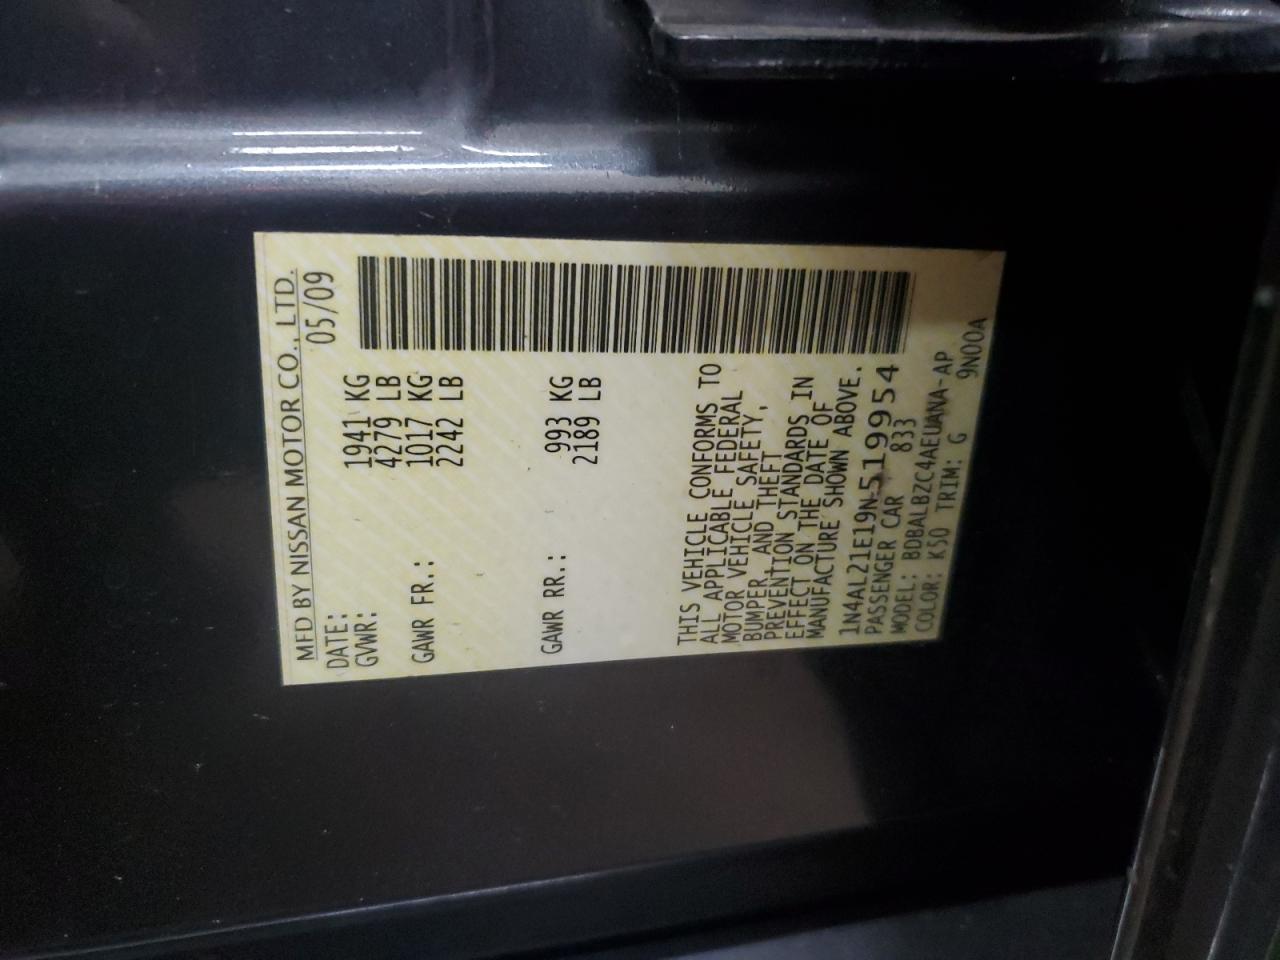 MFD BY NISSAN MOTOR CO., LTD.
DATE: 05/09
GVWR: 1941 KG
4279 LB
GAWR FR.: 1017 KG
2242 LB
GAWR RR.: 993 KG
2189 LB
THIS VEHICLE CONFORMS TO
ALL APPLICABLE FEDERAL
MOTOR VEHICLE SAFETY,
BUMPER, AND THEFT
PREVENTION STANDARDS IN
EFFECT ON THE DATE OF
MANUFACTURE SHOWN ABOVE.
1N4AL21E19N519954
PASSENGER CAR 833
MODEL: BDBALBZC4AEUANA-AP
COLOR: K50 TRIM: G 9N00A